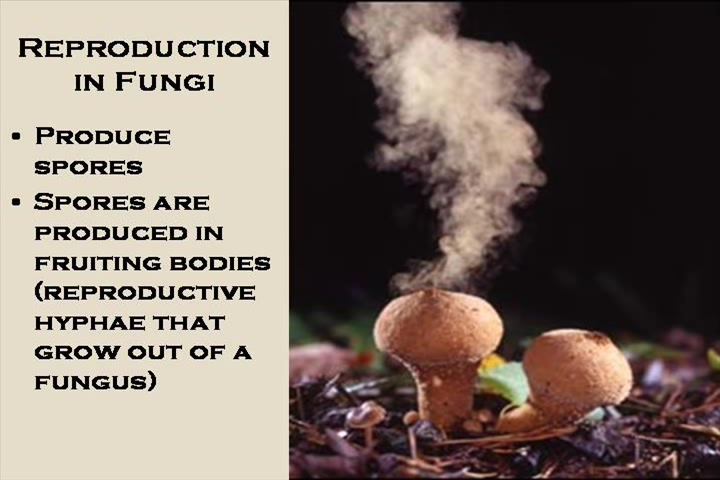 Reproduction
in Fungi
• Produce
spores
• Spores are
produced in
fruiting bodies
(reproductive
hyphae that
grow out of a
fungus)